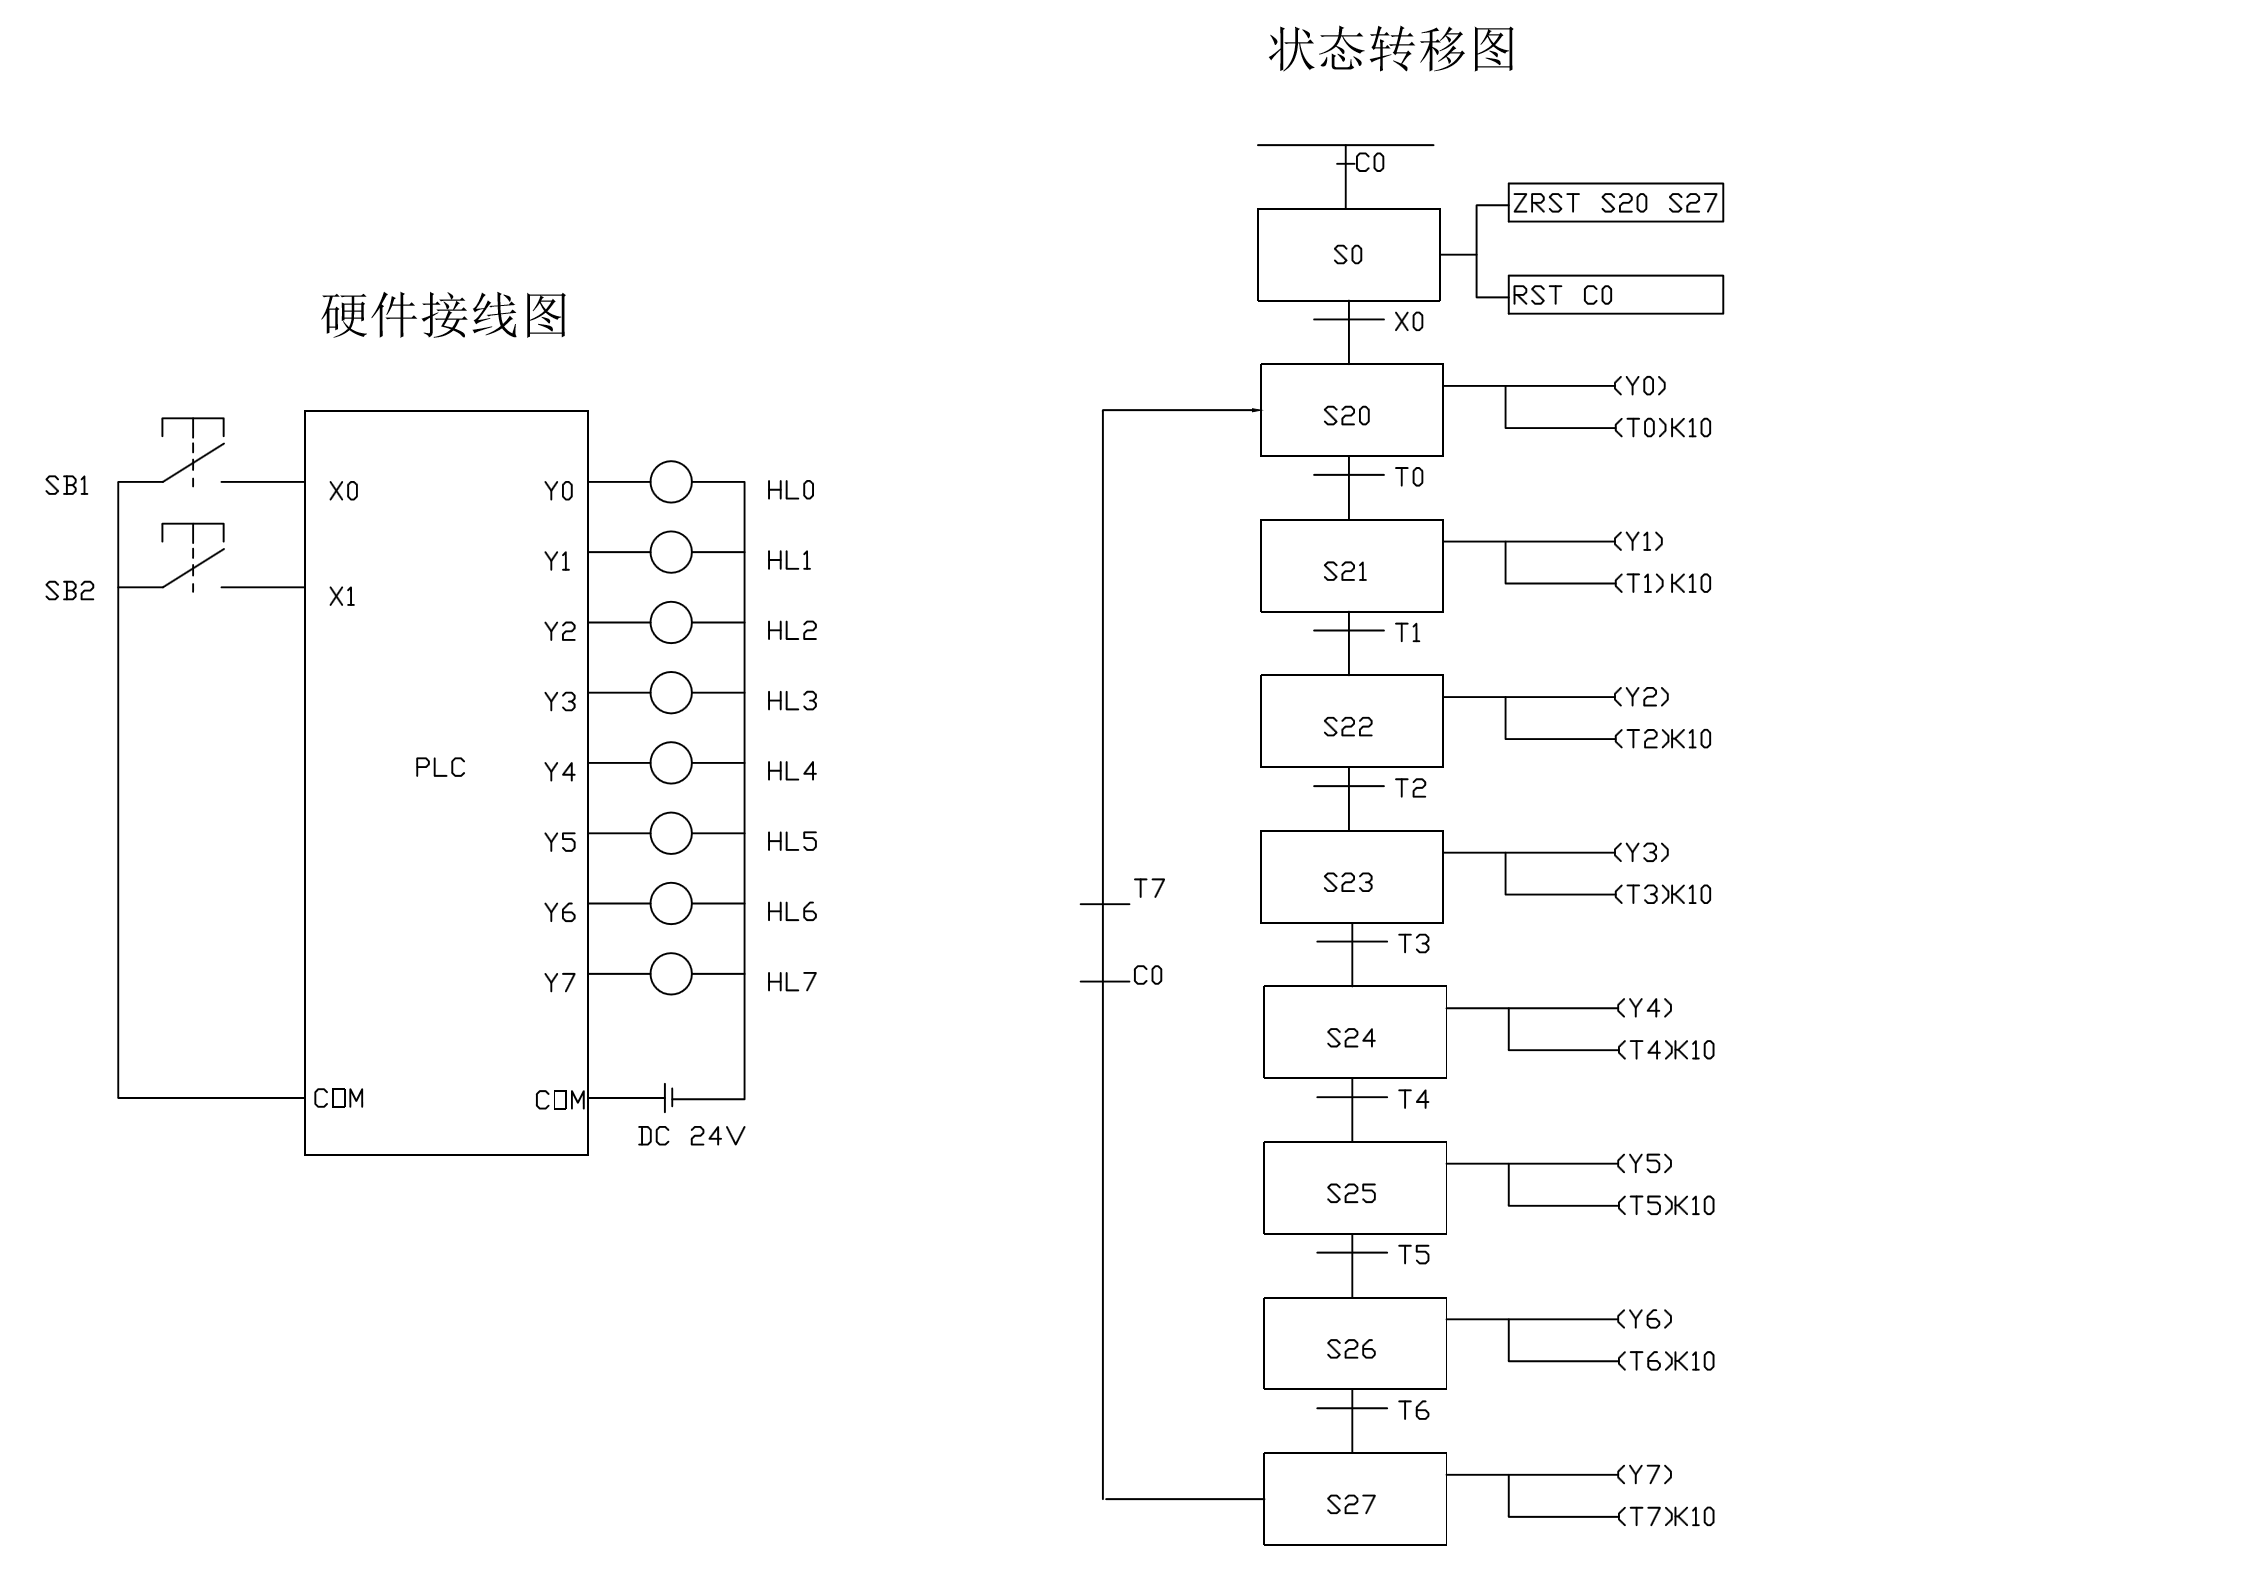 状态转移图
C0
ZRST S20 S27
S0
RST C0
X0
(Y0)
S20
(T0)K10
T0
(Y1)
S21
(T1)K10
T1
(Y2)
S22
(T2)K10
T2
(Y3)
S23
(T3)K10
T7
T3
C0
(Y4)
S24
(T4)K10
T4
(Y5)
S25
(T5)K10
T5
(Y6)
S26
(T6)K10
T6
(Y7)
S27
(T7)K10
硬件接线图
SB1
X0
Y0
HL0
Y1
HL1
SB2
X1
Y2
HL2
Y3
HL3
PLC
Y4
HL4
Y5
HL5
Y6
HL6
Y7
HL7
COM
COM
DC 24V